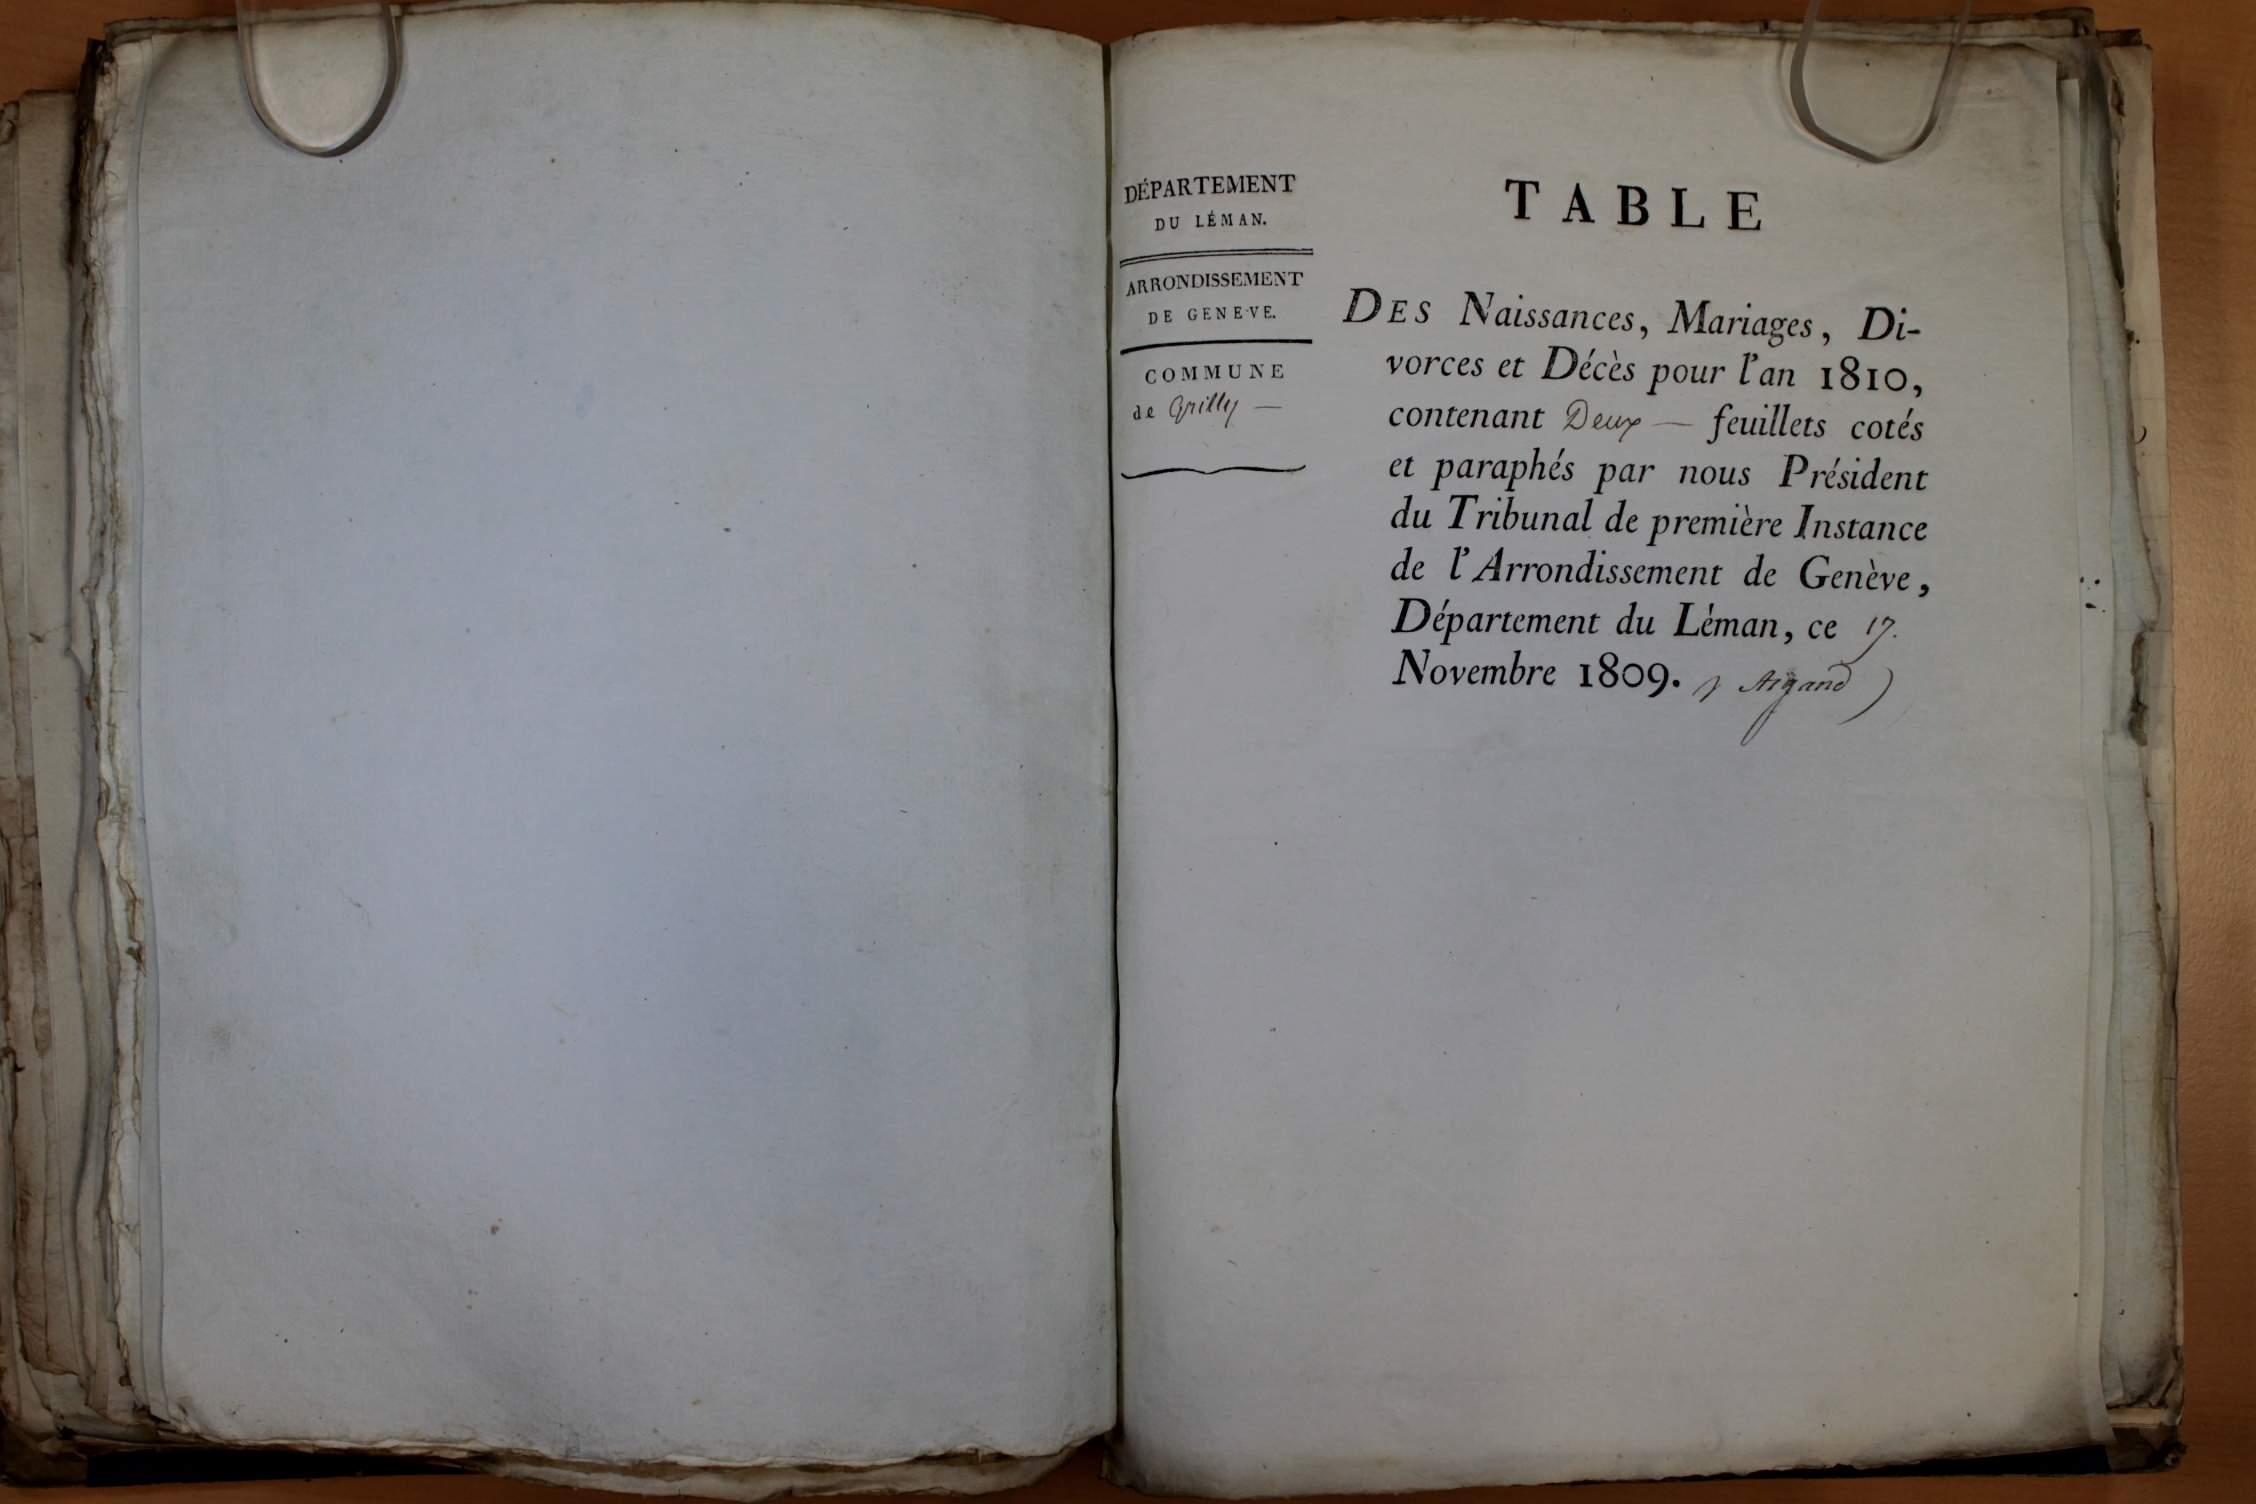 DÉPARTEMENT
DU LÉMAN.
ARRONDISSEMENT
DE GENEVE.
COMMUNE
de Grilly —
TABLE
DES Naissances, Mariages, Di-
vorces et Décès pour l'an 1810,
contenant Deux — feuillets cotés
et paraphés par nous Président
du Tribunal de première Instance
de l'Arrondissement de Genève,
Département du Léman, ce 17.
Novembre 1809. Argand